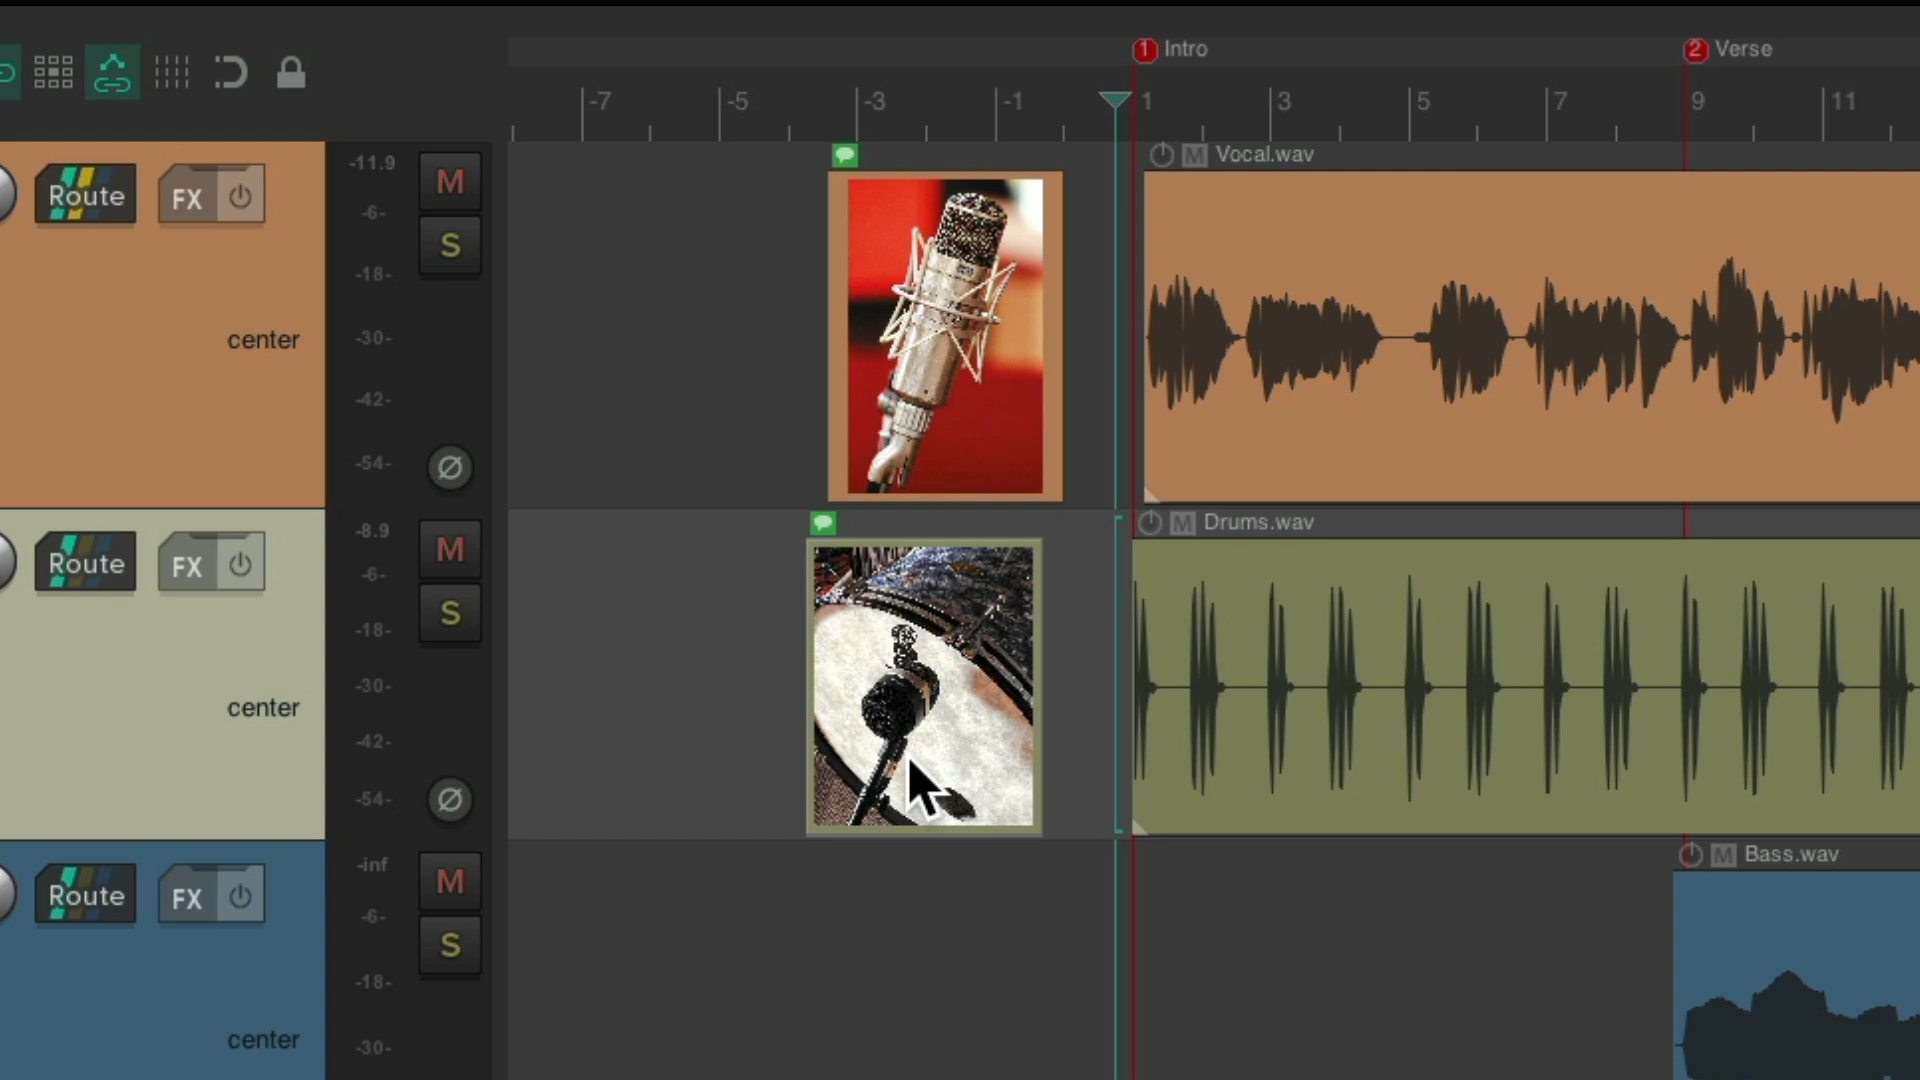 1 Intro
2 Verse
-7 -5 -3 -1 1 3 5 7 9 11
Route FX
-11.9
-6-
-18-
-30-
-42-
-54-
M
S
center
M Vocal.wav
Route FX
-8.9
-6-
-18-
-30-
-42-
-54-
M
S
center
M Drums.wav
Route FX
-inf
-6-
-18-
-30-
M
S
center
M Bass.wav